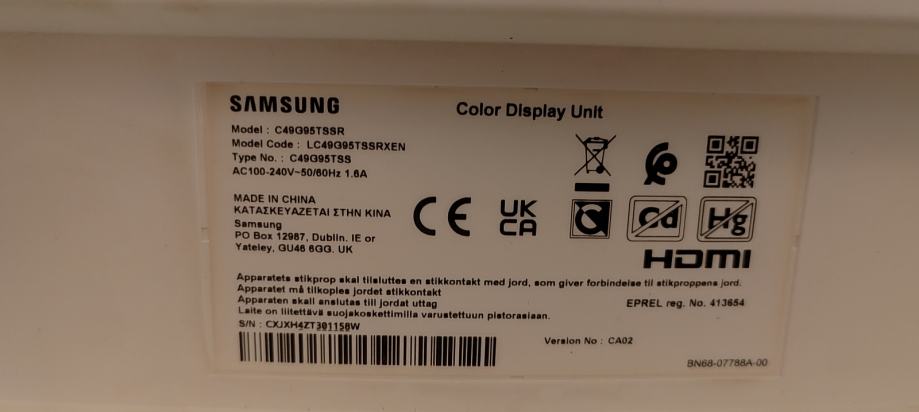 SAMSUNG
Color Display Unit
Model : C49G95TSSR
Model Code : LC49G95TSSRXEN
Type No. : C49G95TSS
AC100-240V~50/60Hz 1.6A
MADE IN CHINA
ΚΑΤΑΣΚΕΥΑΖΕΤΑΙ ΣΤΗΝ ΚΙΝΑ
Samsung
PO Box 12987, Dublin. IE or
Yateley, GU46 6GG. UK
CE
UK
CA
Cd
Hg
HDMI
Apparatets stikprop skal tilsluttes en stikkontakt med jord, som giver forbindelse til stikproppens jord.
Apparatet må tilkoples jordet stikkontakt
Apparaten skall anslutas till jordat uttag
Laite on liitettävä suojakoskettimilla varustettuun pistorasiaan.
EPREL reg. No. 413654
S/N : CXJXH4ZT301158W
Version No : CA02
BN68-07788A-00